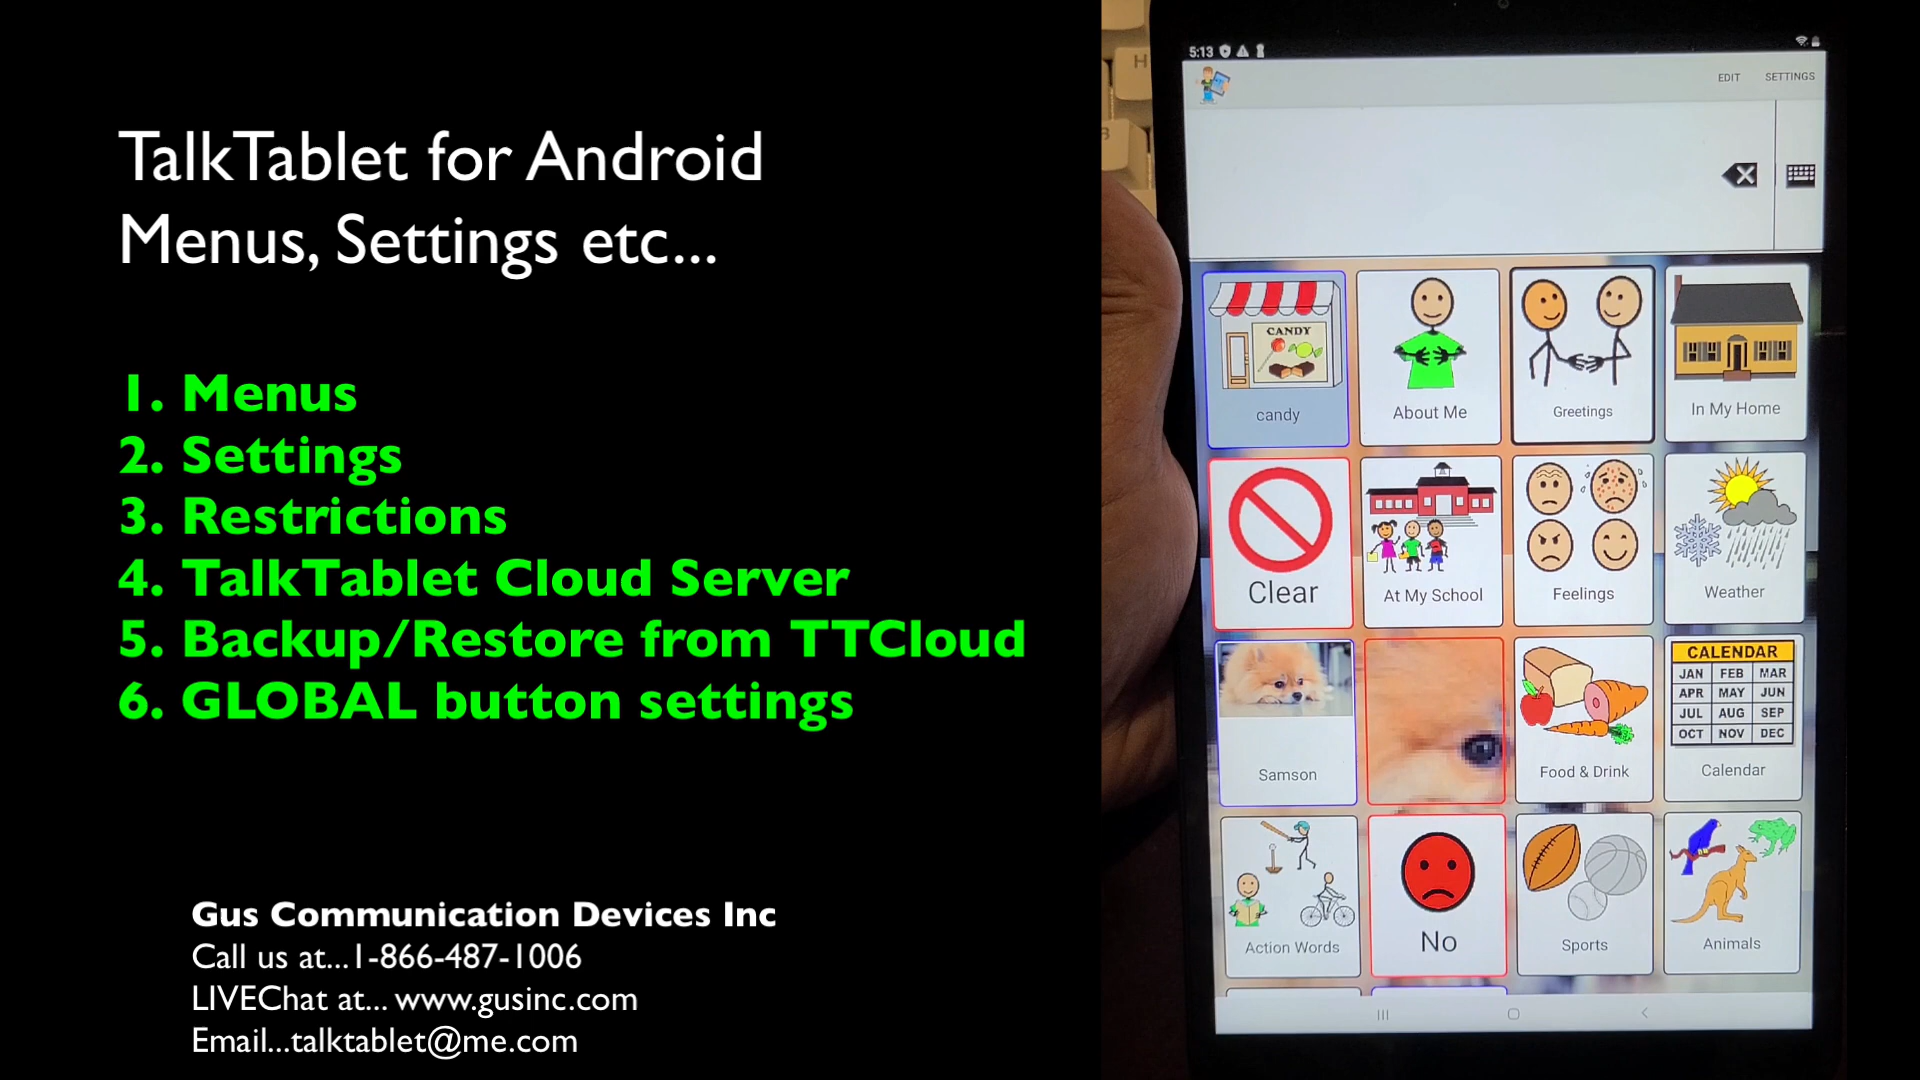 TalkTablet for Android
Menus, Settings etc...
1. Menus
2. Settings
3. Restrictions
4. TalkTablet Cloud Server
5. Backup/Restore from TTCloud
6. GLOBAL button settings
Gus Communication Devices Inc
Call us at...1-866-487-1006
LIVEChat at... www.gusinc.com
Email...talktablet@me.com
H
B
5:13
EDIT SETTINGS
CANDY
candy
About Me
Greetings
In My Home
Clear
At My School
Feelings
Weather
Samson
Food & Drink
CALENDAR
JAN FEB MAR
APR MAY JUN
JUL AUG SEP
OCT NOV DEC
Calendar
Action Words
No
Sports
Animals